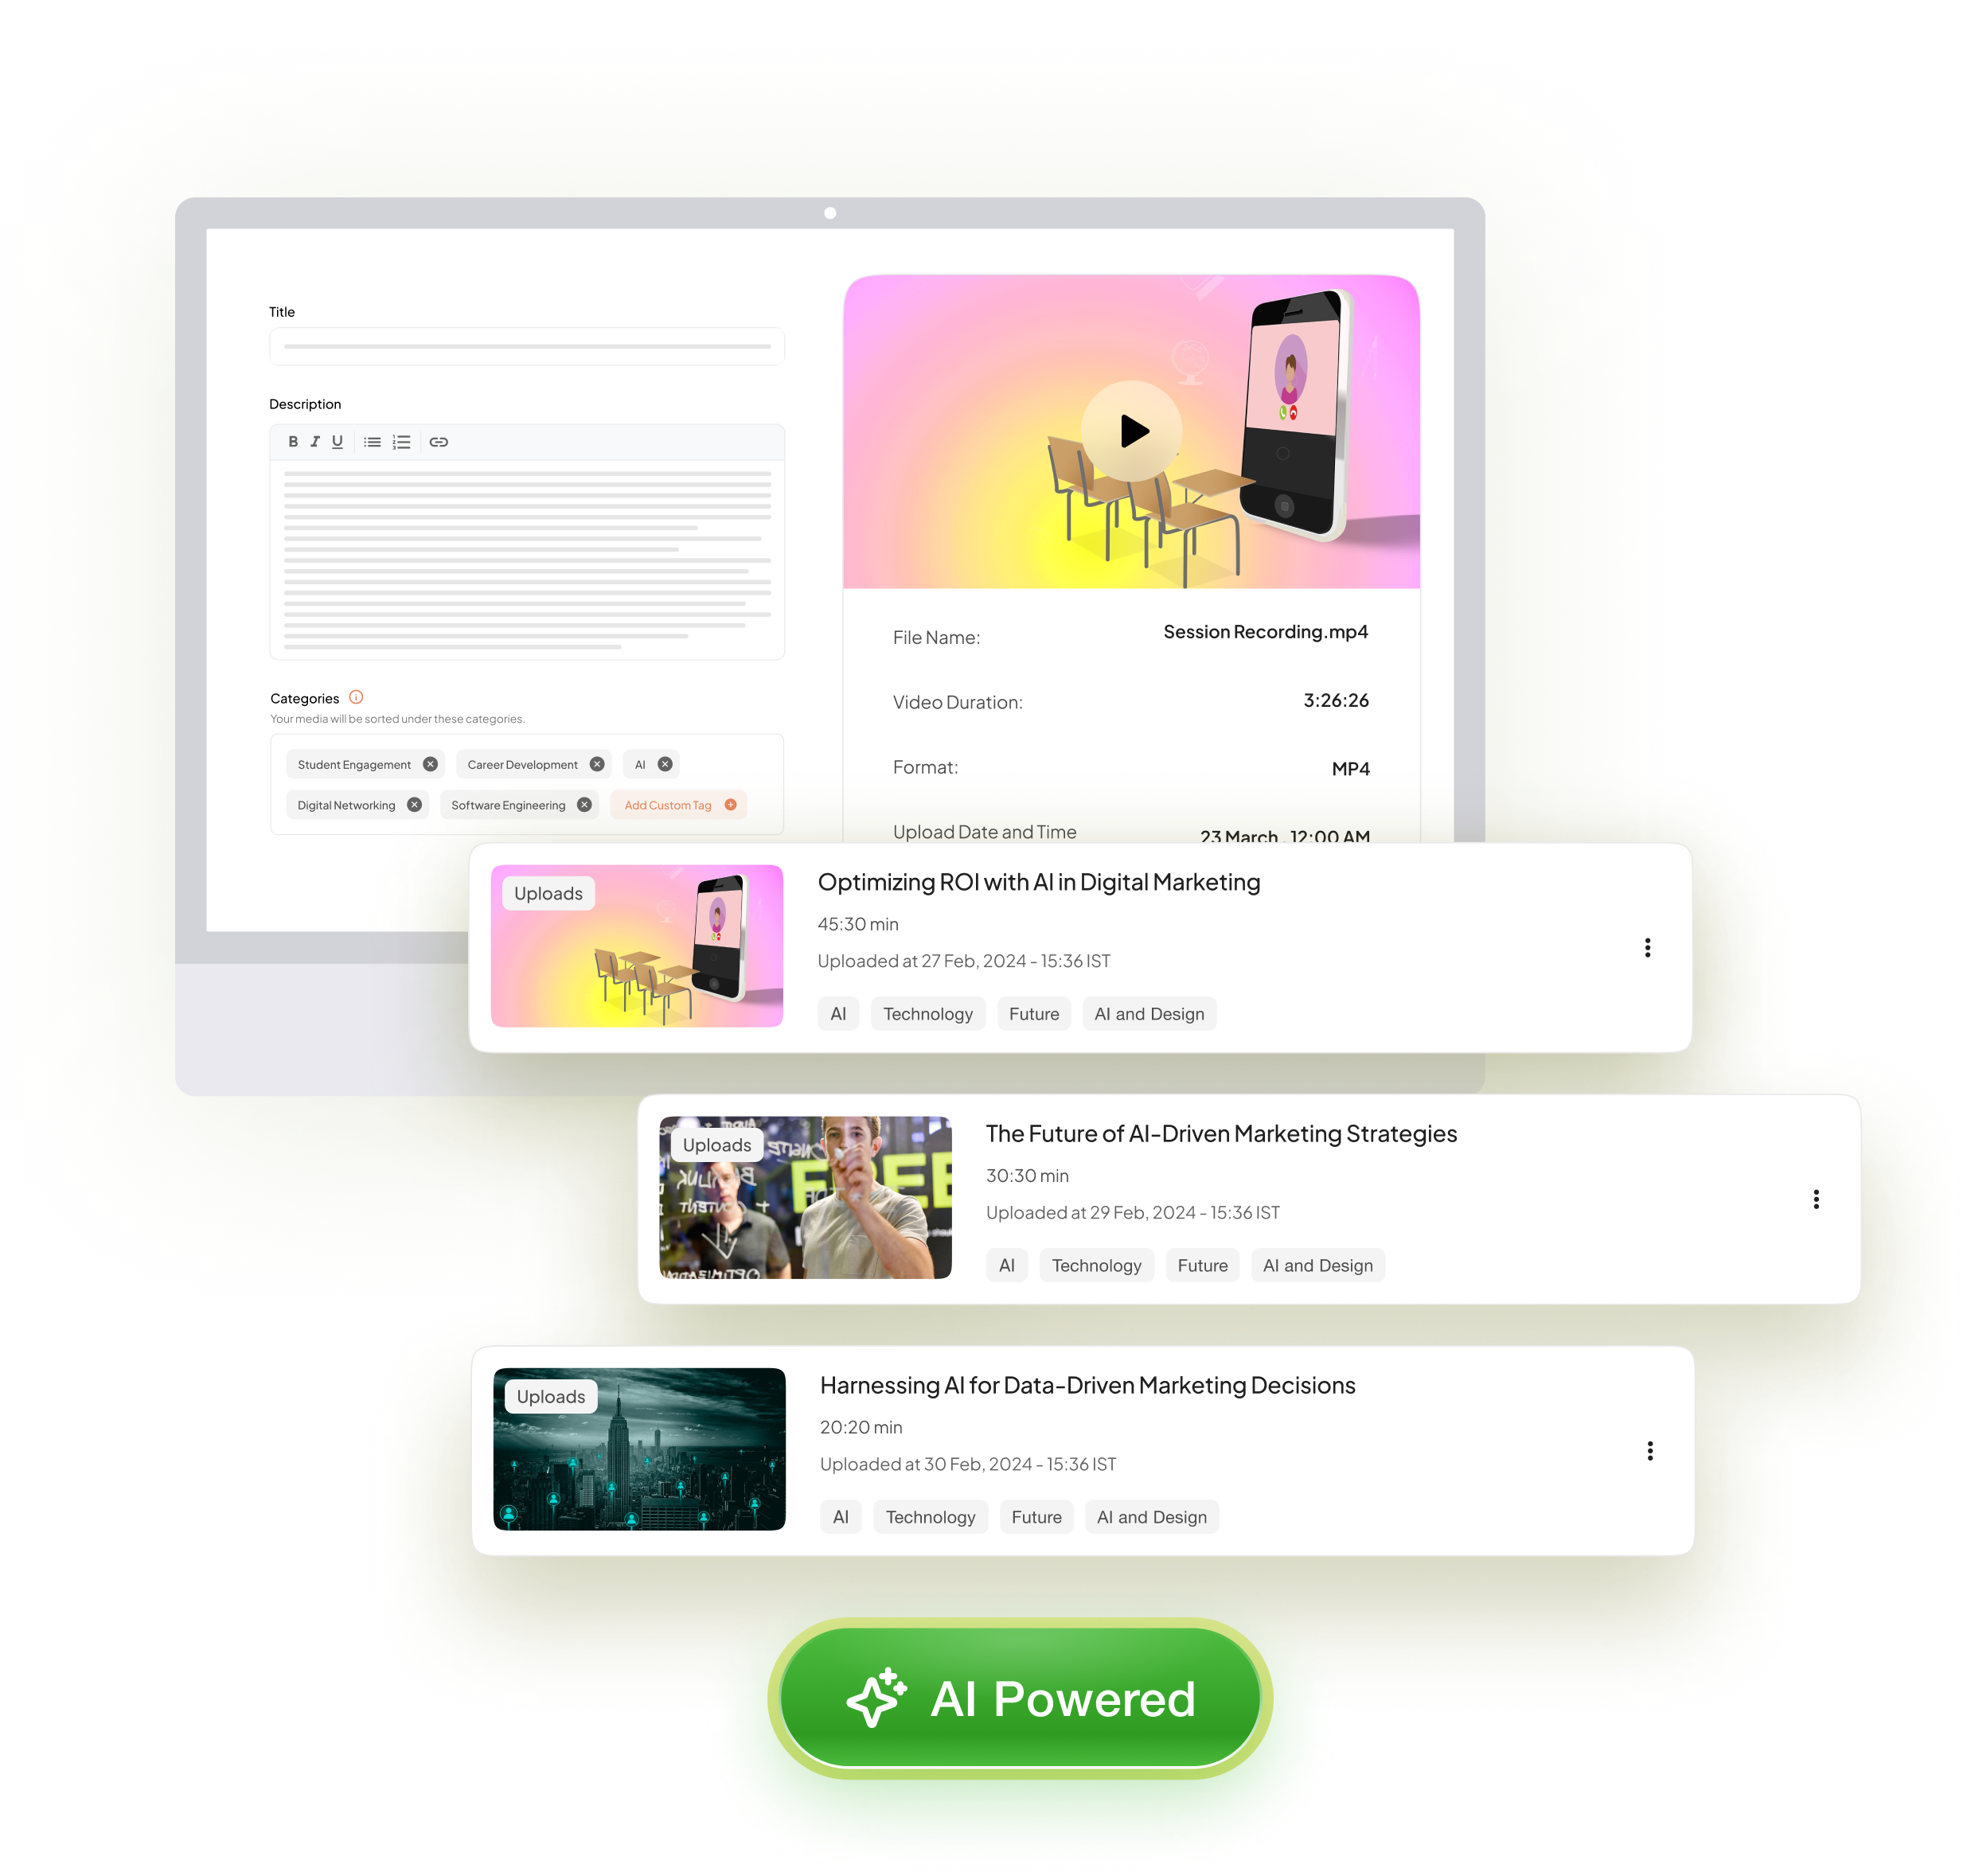 Title
Description
B I U
Categories
Your media will be sorted under these categories.
Student Engagement
Career Development
AI
Digital Networking
Software Engineering
Add Custom Tag
File Name:
Session Recording.mp4
Video Duration:
3:26:26
Format:
MP4
Upload Date and Time
23 March, 12:00 AM
Uploads
Optimizing ROI with AI in Digital Marketing
45:30 min
Uploaded at 27 Feb, 2024 - 15:36 IST
AI
Technology
Future
AI and Design
Uploads
FREE
The Future of AI-Driven Marketing Strategies
30:30 min
Uploaded at 29 Feb, 2024 - 15:36 IST
AI
Technology
Future
AI and Design
Uploads
Harnessing AI for Data-Driven Marketing Decisions
20:20 min
Uploaded at 30 Feb, 2024 - 15:36 IST
AI
Technology
Future
AI and Design
AI Powered